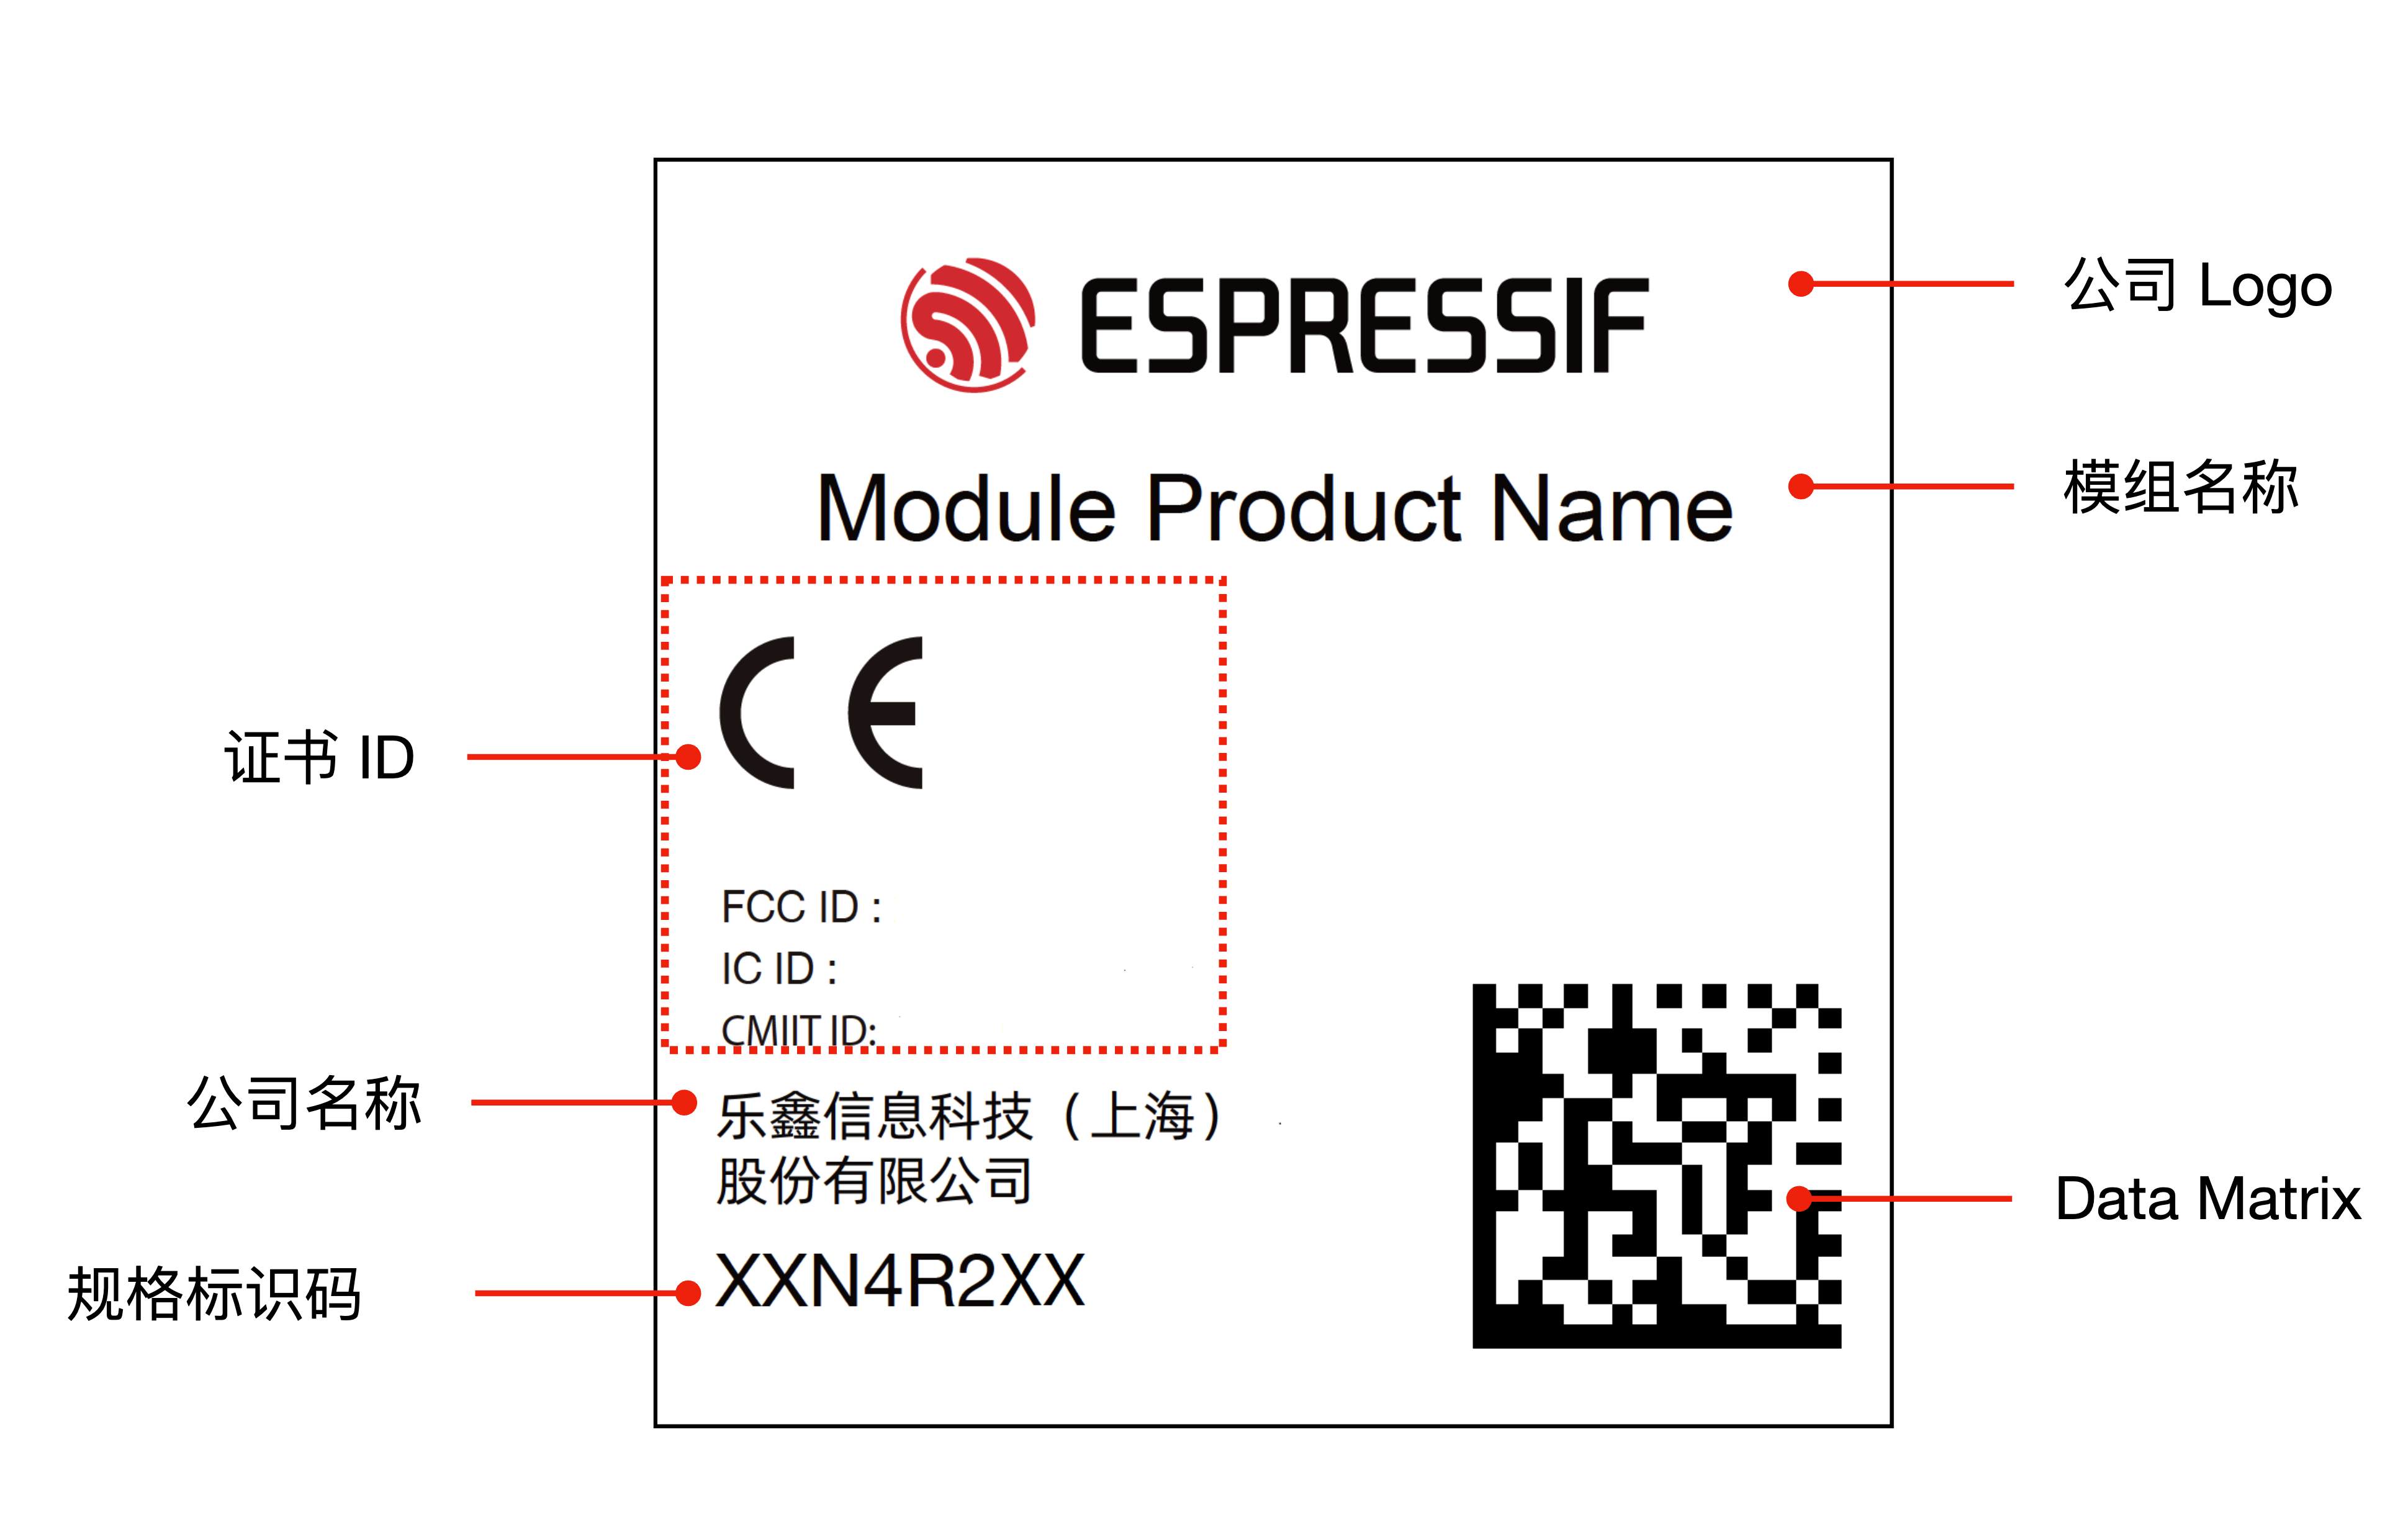 ESPRESSIF
公司 Logo
Module Product Name
模组名称
CE
证书 ID
FCC ID :
IC ID :
CMIIT ID:
公司名称
乐鑫信息科技（上海）
股份有限公司
Data Matrix
规格标识码
XXN4R2XX